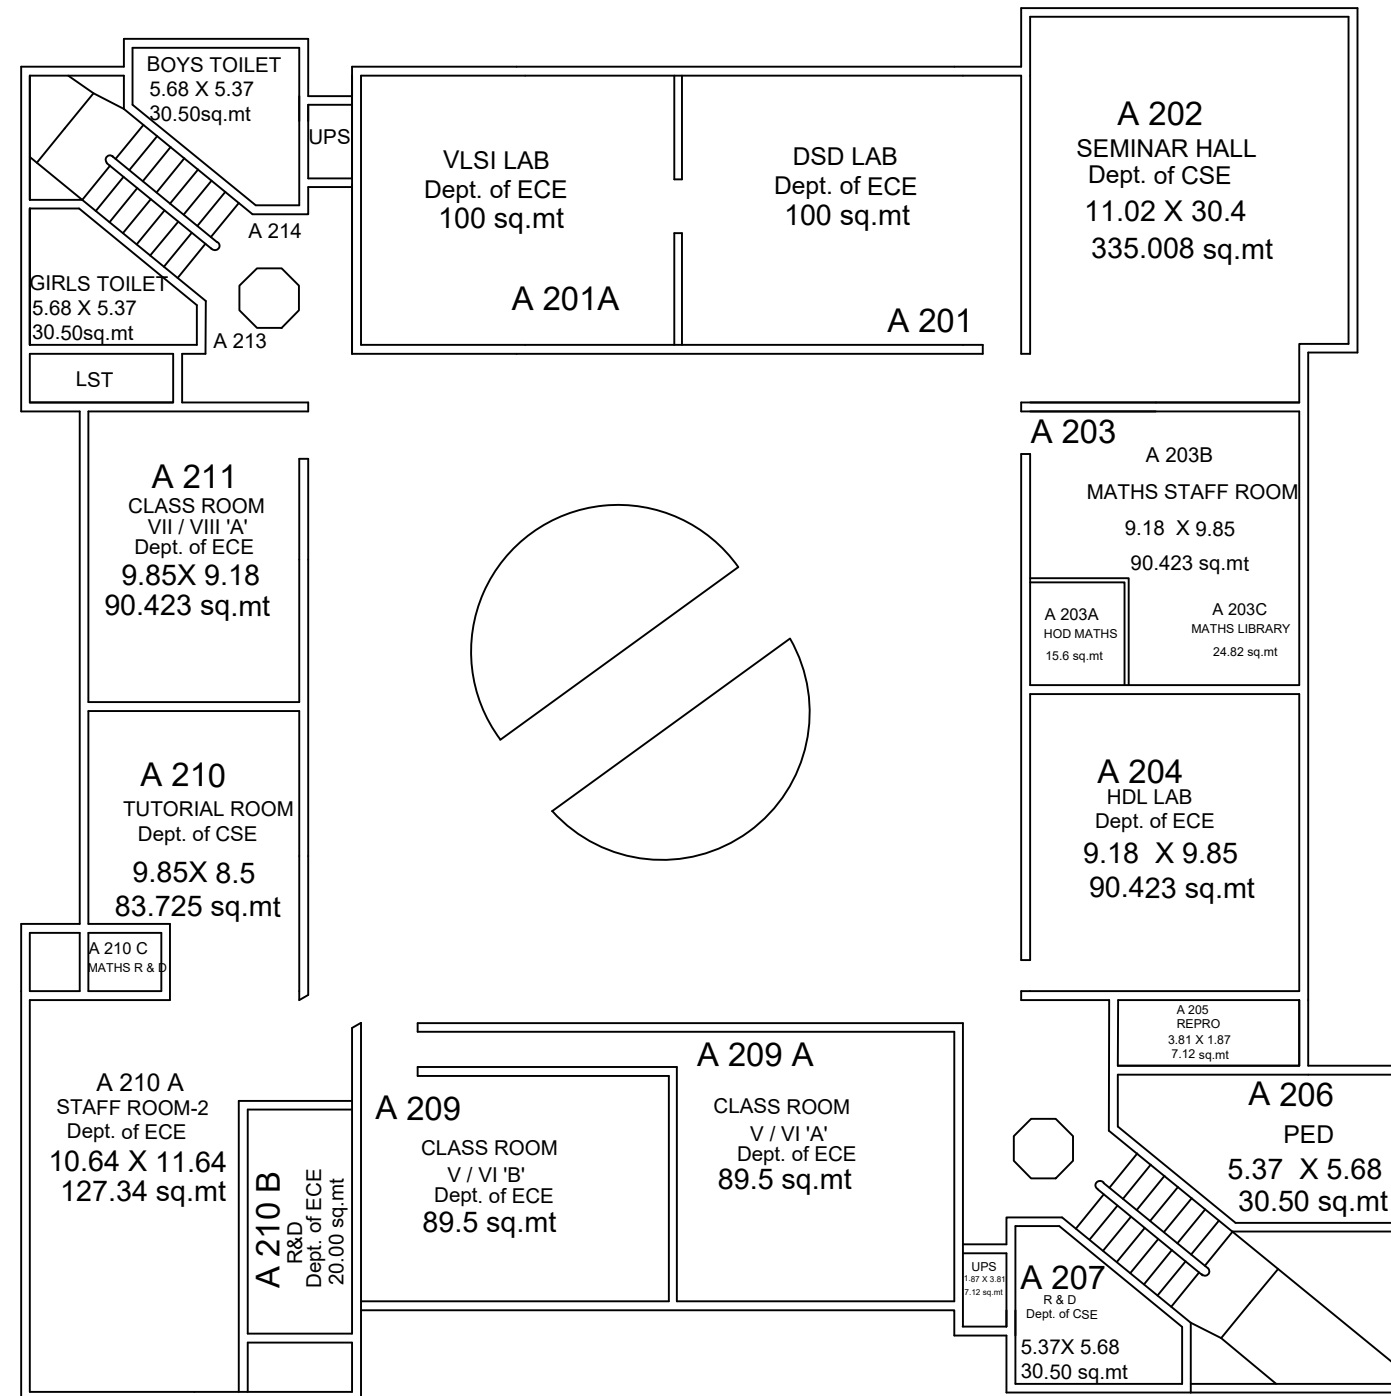 BOYS TOILET
5.68 X 5.37
30.50sq.mt
UPS
A 214
GIRLS TOILET
5.68 X 5.37
30.50sq.mt
A 213
LST
VLSI LAB
Dept. of ECE
100 sq.mt
A 201A
DSD LAB
Dept. of ECE
100 sq.mt
A 201
A 202
SEMINAR HALL
Dept. of CSE
11.02 X 30.4
335.008 sq.mt
A 203
A 203B
MATHS STAFF ROOM
9.18 X 9.85
90.423 sq.mt
A 203A
HOD MATHS
15.6 sq.mt
A 203C
MATHS LIBRARY
24.82 sq.mt
A 211
CLASS ROOM
VII / VIII 'A'
Dept. of ECE
9.85X 9.18
90.423 sq.mt
A 210
TUTORIAL ROOM
Dept. of CSE
9.85X 8.5
83.725 sq.mt
A 204
HDL LAB
Dept. of ECE
9.18 X 9.85
90.423 sq.mt
A 210 C
MATHS R & D
A 205
REPRO
3.81 X 1.87
7.12 sq.mt
A 210 A
STAFF ROOM-2
Dept. of ECE
10.64 X 11.64
127.34 sq.mt
A 210 B
R&D
Dept. of ECE
20.00 sq.mt
A 209
CLASS ROOM
V / VI 'B'
Dept. of ECE
89.5 sq.mt
A 209 A
CLASS ROOM
V / VI 'A'
Dept. of ECE
89.5 sq.mt
A 206
PED
5.37 X 5.68
30.50 sq.mt
UPS
1.87 X 3.81
7.12 sq.mt
A 207
R & D
Dept. of CSE
5.37X 5.68
30.50 sq.mt